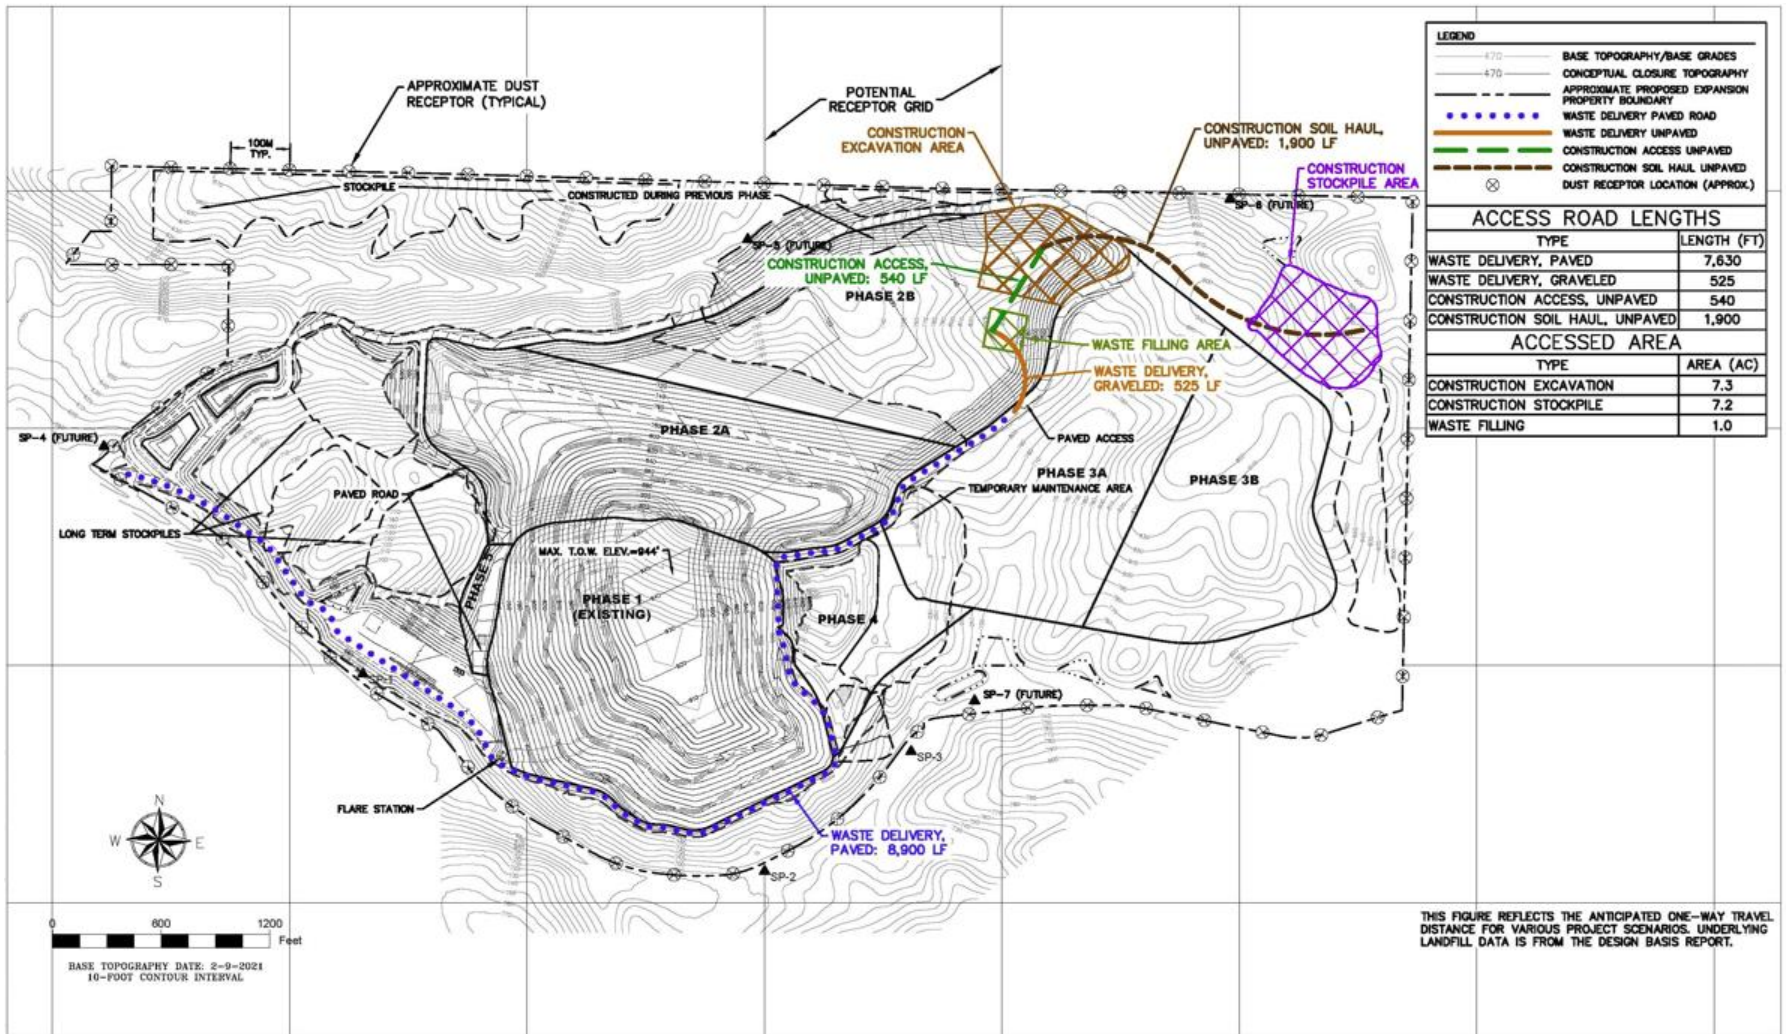 APPROXIMATE DUST
RECEPTOR (TYPICAL)
POTENTIAL
RECEPTOR GRID
CONSTRUCTION
EXCAVATION AREA
CONSTRUCTION SOIL HAUL,
UNPAVED: 1,900 LF
CONSTRUCTION
STOCKPILE AREA
100M
TYP.
STOCKPILE
CONSTRUCTED DURING PREVIOUS PHASE
SP-6 (FUTURE)
SP-5 (FUTURE)
CONSTRUCTION ACCESS,
UNPAVED: 540 LF
PHASE 2B
WASTE FILLING AREA
WASTE DELIVERY,
GRAVELED: 525 LF
PHASE 2A
PAVED ACCESS
SP-4 (FUTURE)
PHASE 3A
PHASE 3B
TEMPORARY MAINTENANCE AREA
PAVED ROAD
LONG TERM STOCKPILES
MAX. T.O.W. ELEV.=944'
PHASE
PHASE 1
(EXISTING)
PHASE 4
SP-1
SP-7 (FUTURE)
SP-3
FLARE STATION
WASTE DELIVERY,
PAVED: 8,900 LF
SP-2
N
W
E
S
0 600 1200
Feet
BASE TOPOGRAPHY DATE: 2-9-2021
10-FOOT CONTOUR INTERVAL
LEGEND
470 BASE TOPOGRAPHY/BASE GRADES
470 CONCEPTUAL CLOSURE TOPOGRAPHY
APPROXIMATE PROPOSED EXPANSION
PROPERTY BOUNDARY
WASTE DELIVERY PAVED ROAD
WASTE DELIVERY UNPAVED
CONSTRUCTION ACCESS UNPAVED
CONSTRUCTION SOIL HAUL UNPAVED
DUST RECEPTOR LOCATION (APPROX.)
ACCESS ROAD LENGTHS
TYPE LENGTH (FT)
WASTE DELIVERY, PAVED 7,630
WASTE DELIVERY, GRAVELED 525
CONSTRUCTION ACCESS, UNPAVED 540
CONSTRUCTION SOIL HAUL, UNPAVED 1,900
ACCESSED AREA
TYPE AREA (AC)
CONSTRUCTION EXCAVATION 7.3
CONSTRUCTION STOCKPILE 7.2
WASTE FILLING 1.0
THIS FIGURE REFLECTS THE ANTICIPATED ONE-WAY TRAVEL
DISTANCE FOR VARIOUS PROJECT SCENARIOS. UNDERLYING
LANDFILL DATA IS FROM THE DESIGN BASIS REPORT.